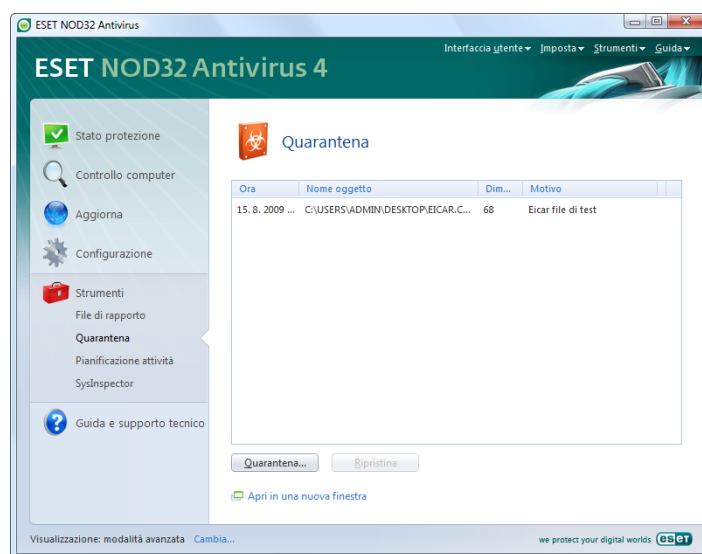 ESET NOD32 Antivirus
Interfaccia utente Imposta Strumenti Guida
ESET NOD32 Antivirus 4
Stato protezione
Controllo computer
Aggiorna
Configurazione
Strumenti
File di rapporto
Quarantena
Pianificazione attività
SysInspector
Guida e supporto tecnico
Quarantena
Ora Nome oggetto Dim... Motivo
15. 8. 2009 ... C:\USERS\ADMIN\DESKTOP\EICAR.C... 68 Eicar file di test
Quarantena... Ripristina
Apri in una nuova finestra
Visualizzazione: modalità avanzata Cambia...
we protect your digital worlds eseT